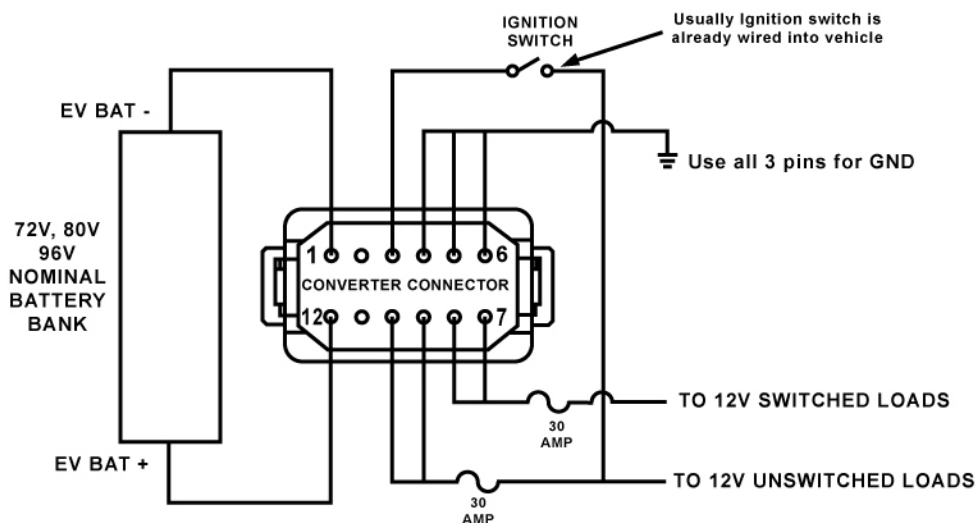 IGNITION
SWITCH
Usually Ignition switch is
already wired into vehicle
EV BAT -
Use all 3 pins for GND
72V, 80V
96V
NOMINAL
BATTERY
BANK
1
6
CONVERTER CONNECTOR
12
7
TO 12V SWITCHED LOADS
30
AMP
EV BAT +
TO 12V UNSWITCHED LOADS
30
AMP